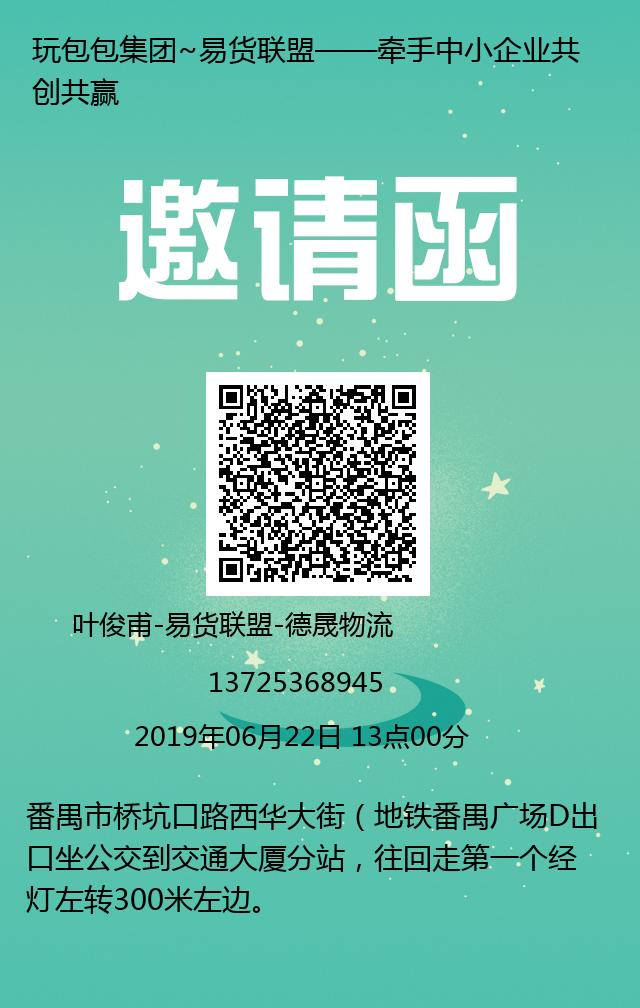 玩包包集团~易货联盟——牵手中小企业共
创共赢
邀请函
叶俊甫-易货联盟-德晟物流
13725368945
2019年06月22日 13点00分
番禺市桥坑口路西华大街（地铁番禺广场D出
口坐公交到交通大厦分站，往回走第一个经
灯左转300米左边。